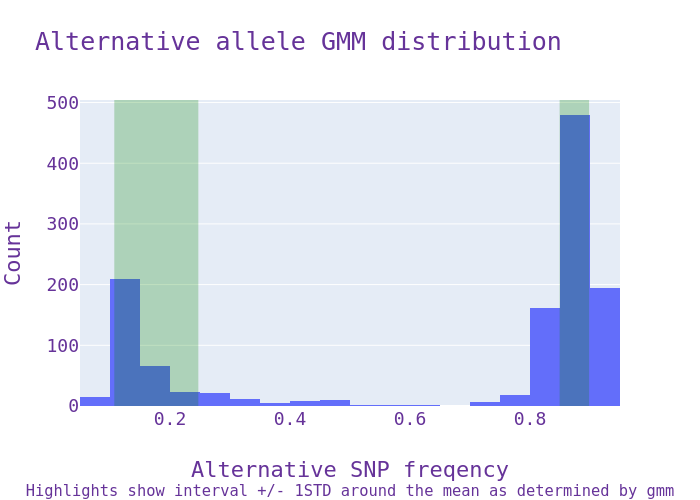 Alternative allele GMM distribution
500
400
300
200
100
0
Count
0.2 0.4 0.6 0.8
Alternative SNP freqency
Highlights show interval +/- 1STD around the mean as determined by gmm